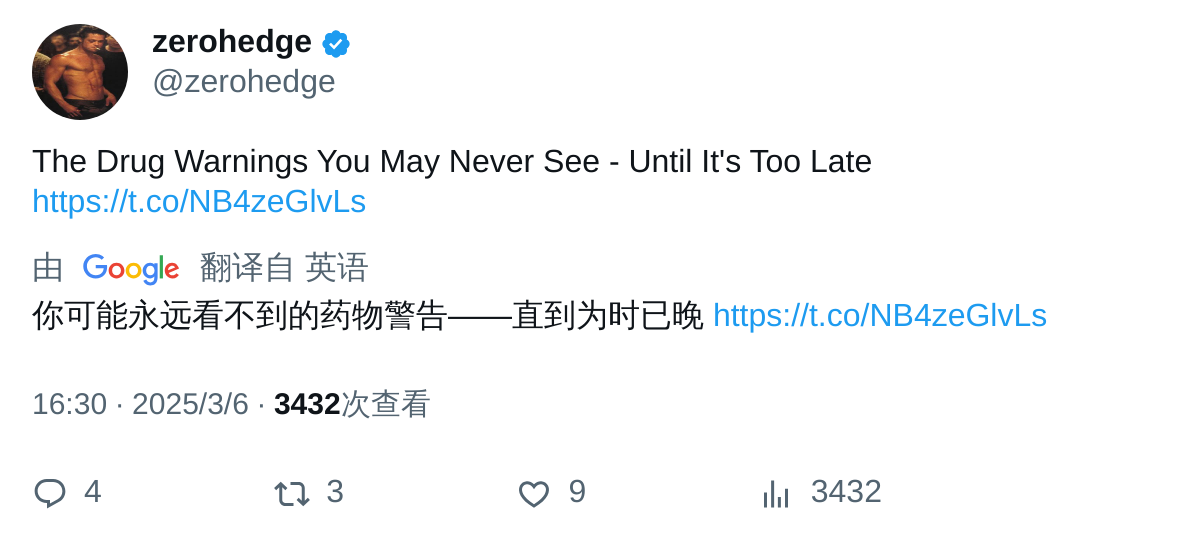 zerohedge
@zerohedge
The Drug Warnings You May Never See - Until It's Too Late
https://t.co/NB4zeGlvLs
由 Google 翻译自 英语
你可能永远看不到的药物警告——直到为时已晚 https://t.co/NB4zeGlvLs
16:30 · 2025/3/6 · 3432次查看
4 3 9 3432